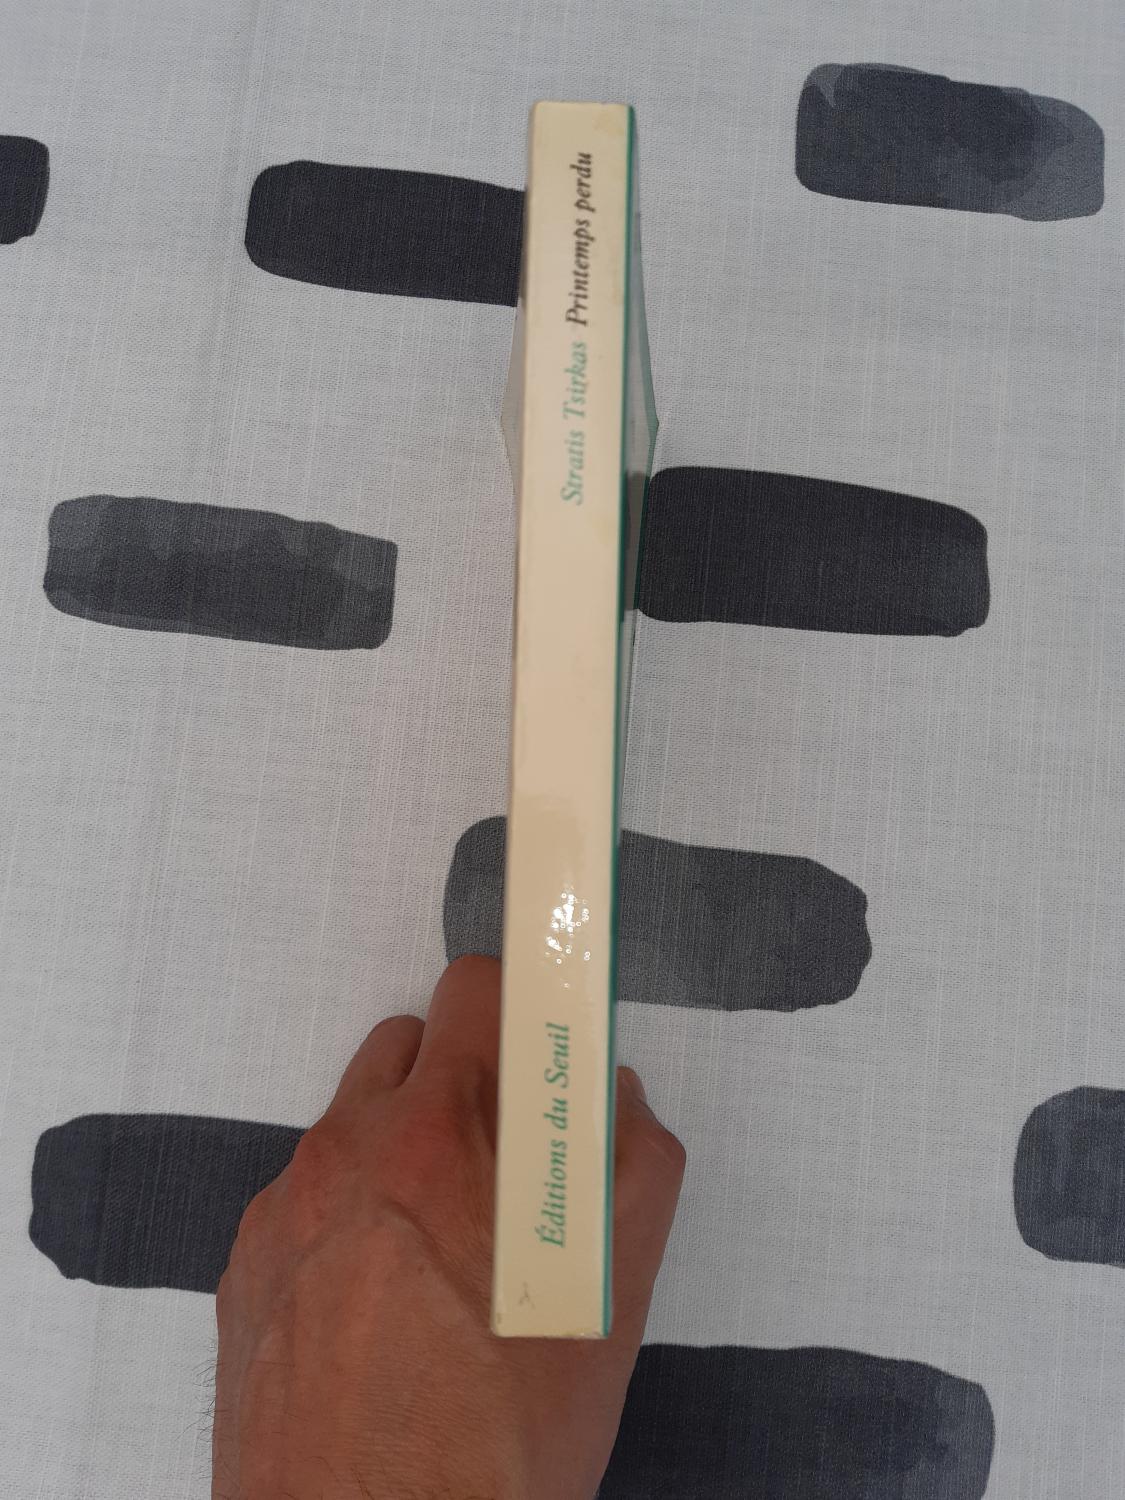 Stratis Tsirkas Printemps perdu
Éditions du Seuil